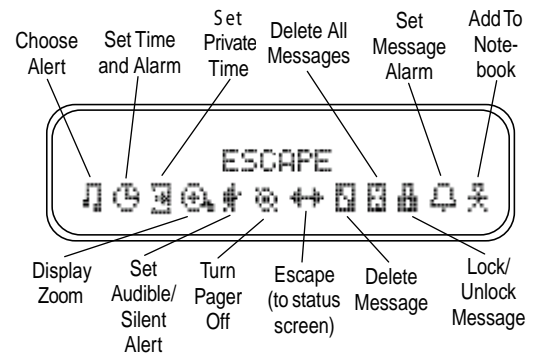 Choose
Alert
Set Time
and Alarm
Set
Private
Time
Delete All
Messages
Set
Message
Alarm
Add To
Note-
book
ESCAPE
Display
Zoom
Set
Audible/
Silent
Alert
Turn
Pager
Off
Escape
(to status
screen)
Delete
Message
Lock/
Unlock
Message